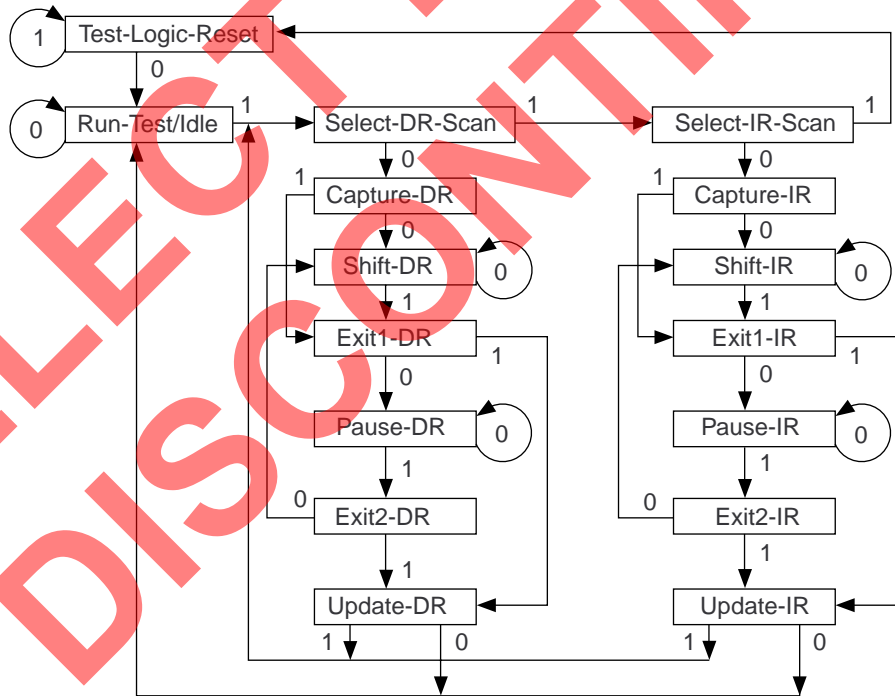 1
Test-Logic-Reset
0
0
Run-Test/Idle
1
Select-DR-Scan
1
Select-IR-Scan
1
0
0
1
Capture-DR
1
Capture-IR
0
0
Shift-DR
0
Shift-IR
0
1
1
Exit1-DR
1
Exit1-IR
1
0
0
Pause-DR
0
Pause-IR
0
1
1
0
Exit2-DR
0
Exit2-IR
1
1
Update-DR
Update-IR
1
0
1
0